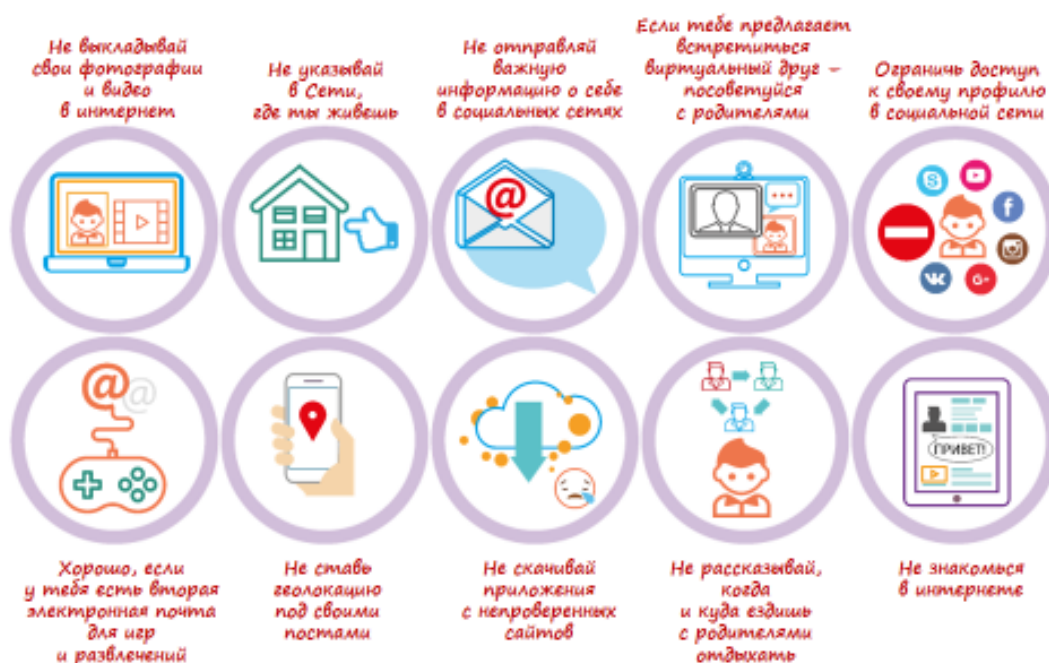 Не выкладывай
свои фотографии
и видео
в интернет
Не указывай
в Сети,
где ты живешь
Не отправляй
важную
информацию о себе
в социальных сетях
Если тебе предлагает
встретиться
виртуальный друг –
посоветуйся
с родителями
Ограничь доступ
к своему профилю
в социальной сети
@
S
f
VK
G+
@
@
ПРИВЕТ!
Хорошо, если
у тебя есть вторая
электронная почта
для игр
и развлечений
Не ставь
геолокацию
под своими
постами
Не скачивай
приложения
с непроверенных
сайтов
Не рассказывай,
когда
и куда ездишь
с родителями
отдыхать
Не знакомься
в интернете